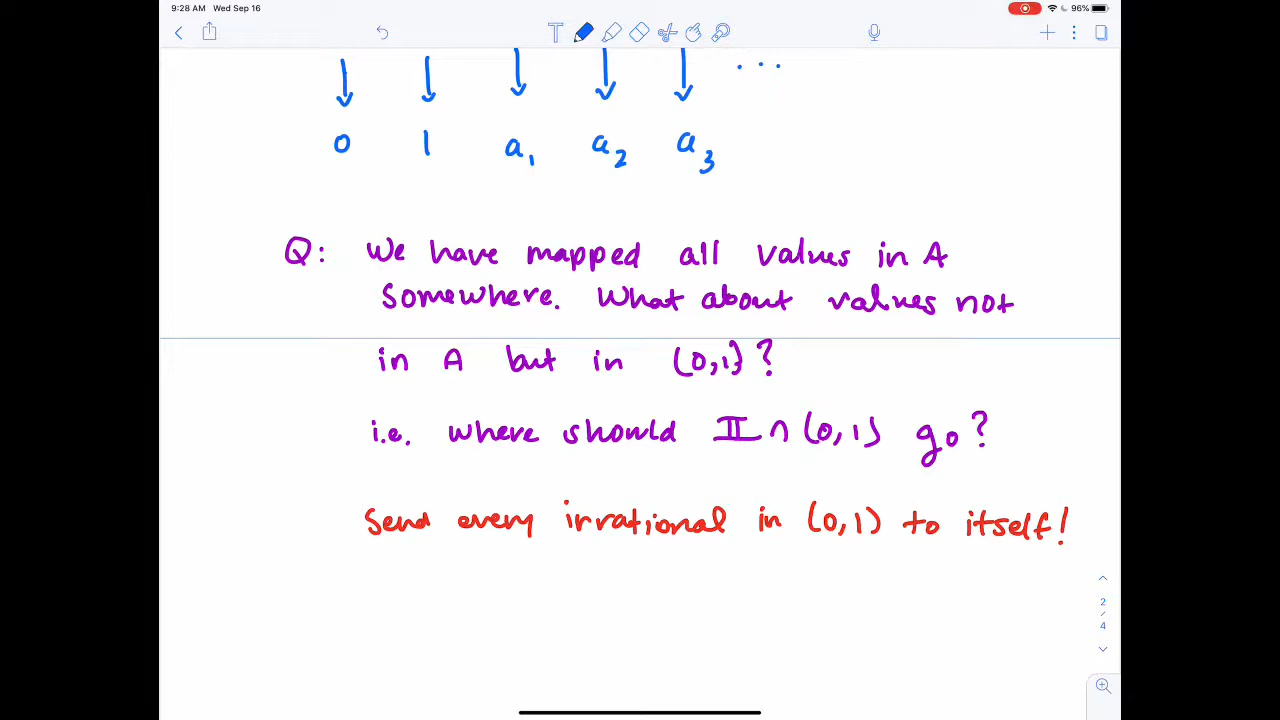 9:28 AM Wed Sep 16
96%
...
0 1 a₁ a₂ a₃
Q: We have mapped all values in A
somewhere. What about values not
in A but in (0,1)?
i.e. where should II ∩ (0,1) go?
Send every irrational in (0,1) to itself!
2
/
4